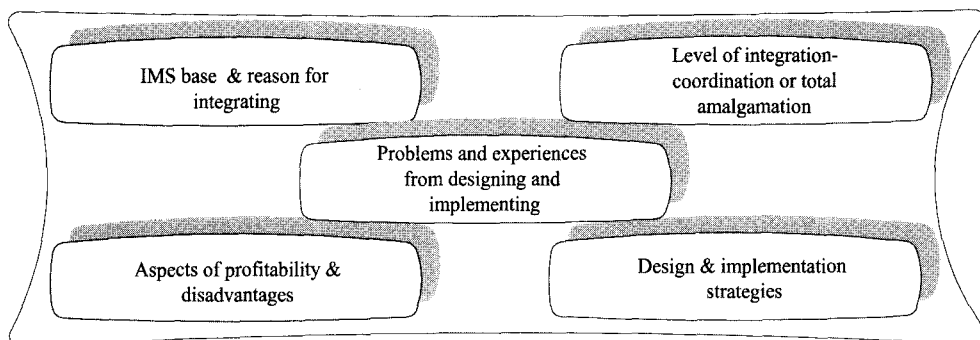 IMS base & reason for
integrating
Level of integration-
coordination or total
amalgamation
Problems and experiences
from designing and
implementing
Aspects of profitability &
disadvantages
Design & implementation
strategies